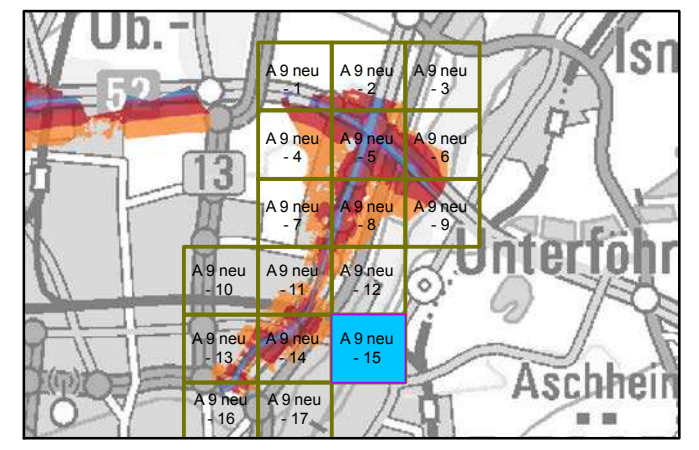 Ob.-
Isn
52
A 9 neu
- 1
A 9 neu
- 2
A 9 neu
- 3
A 9 neu
- 4
A 9 neu
- 5
A 9 neu
- 6
13
A 9 neu
- 7
A 9 neu
- 8
A 9 neu
- 9
Unterföhr
A 9 neu
- 10
A 9 neu
- 11
A 9 neu
- 12
A 9 neu
- 13
A 9 neu
- 14
A 9 neu
- 15
Aschhein
A 9 neu
- 16
A 9 neu
- 17